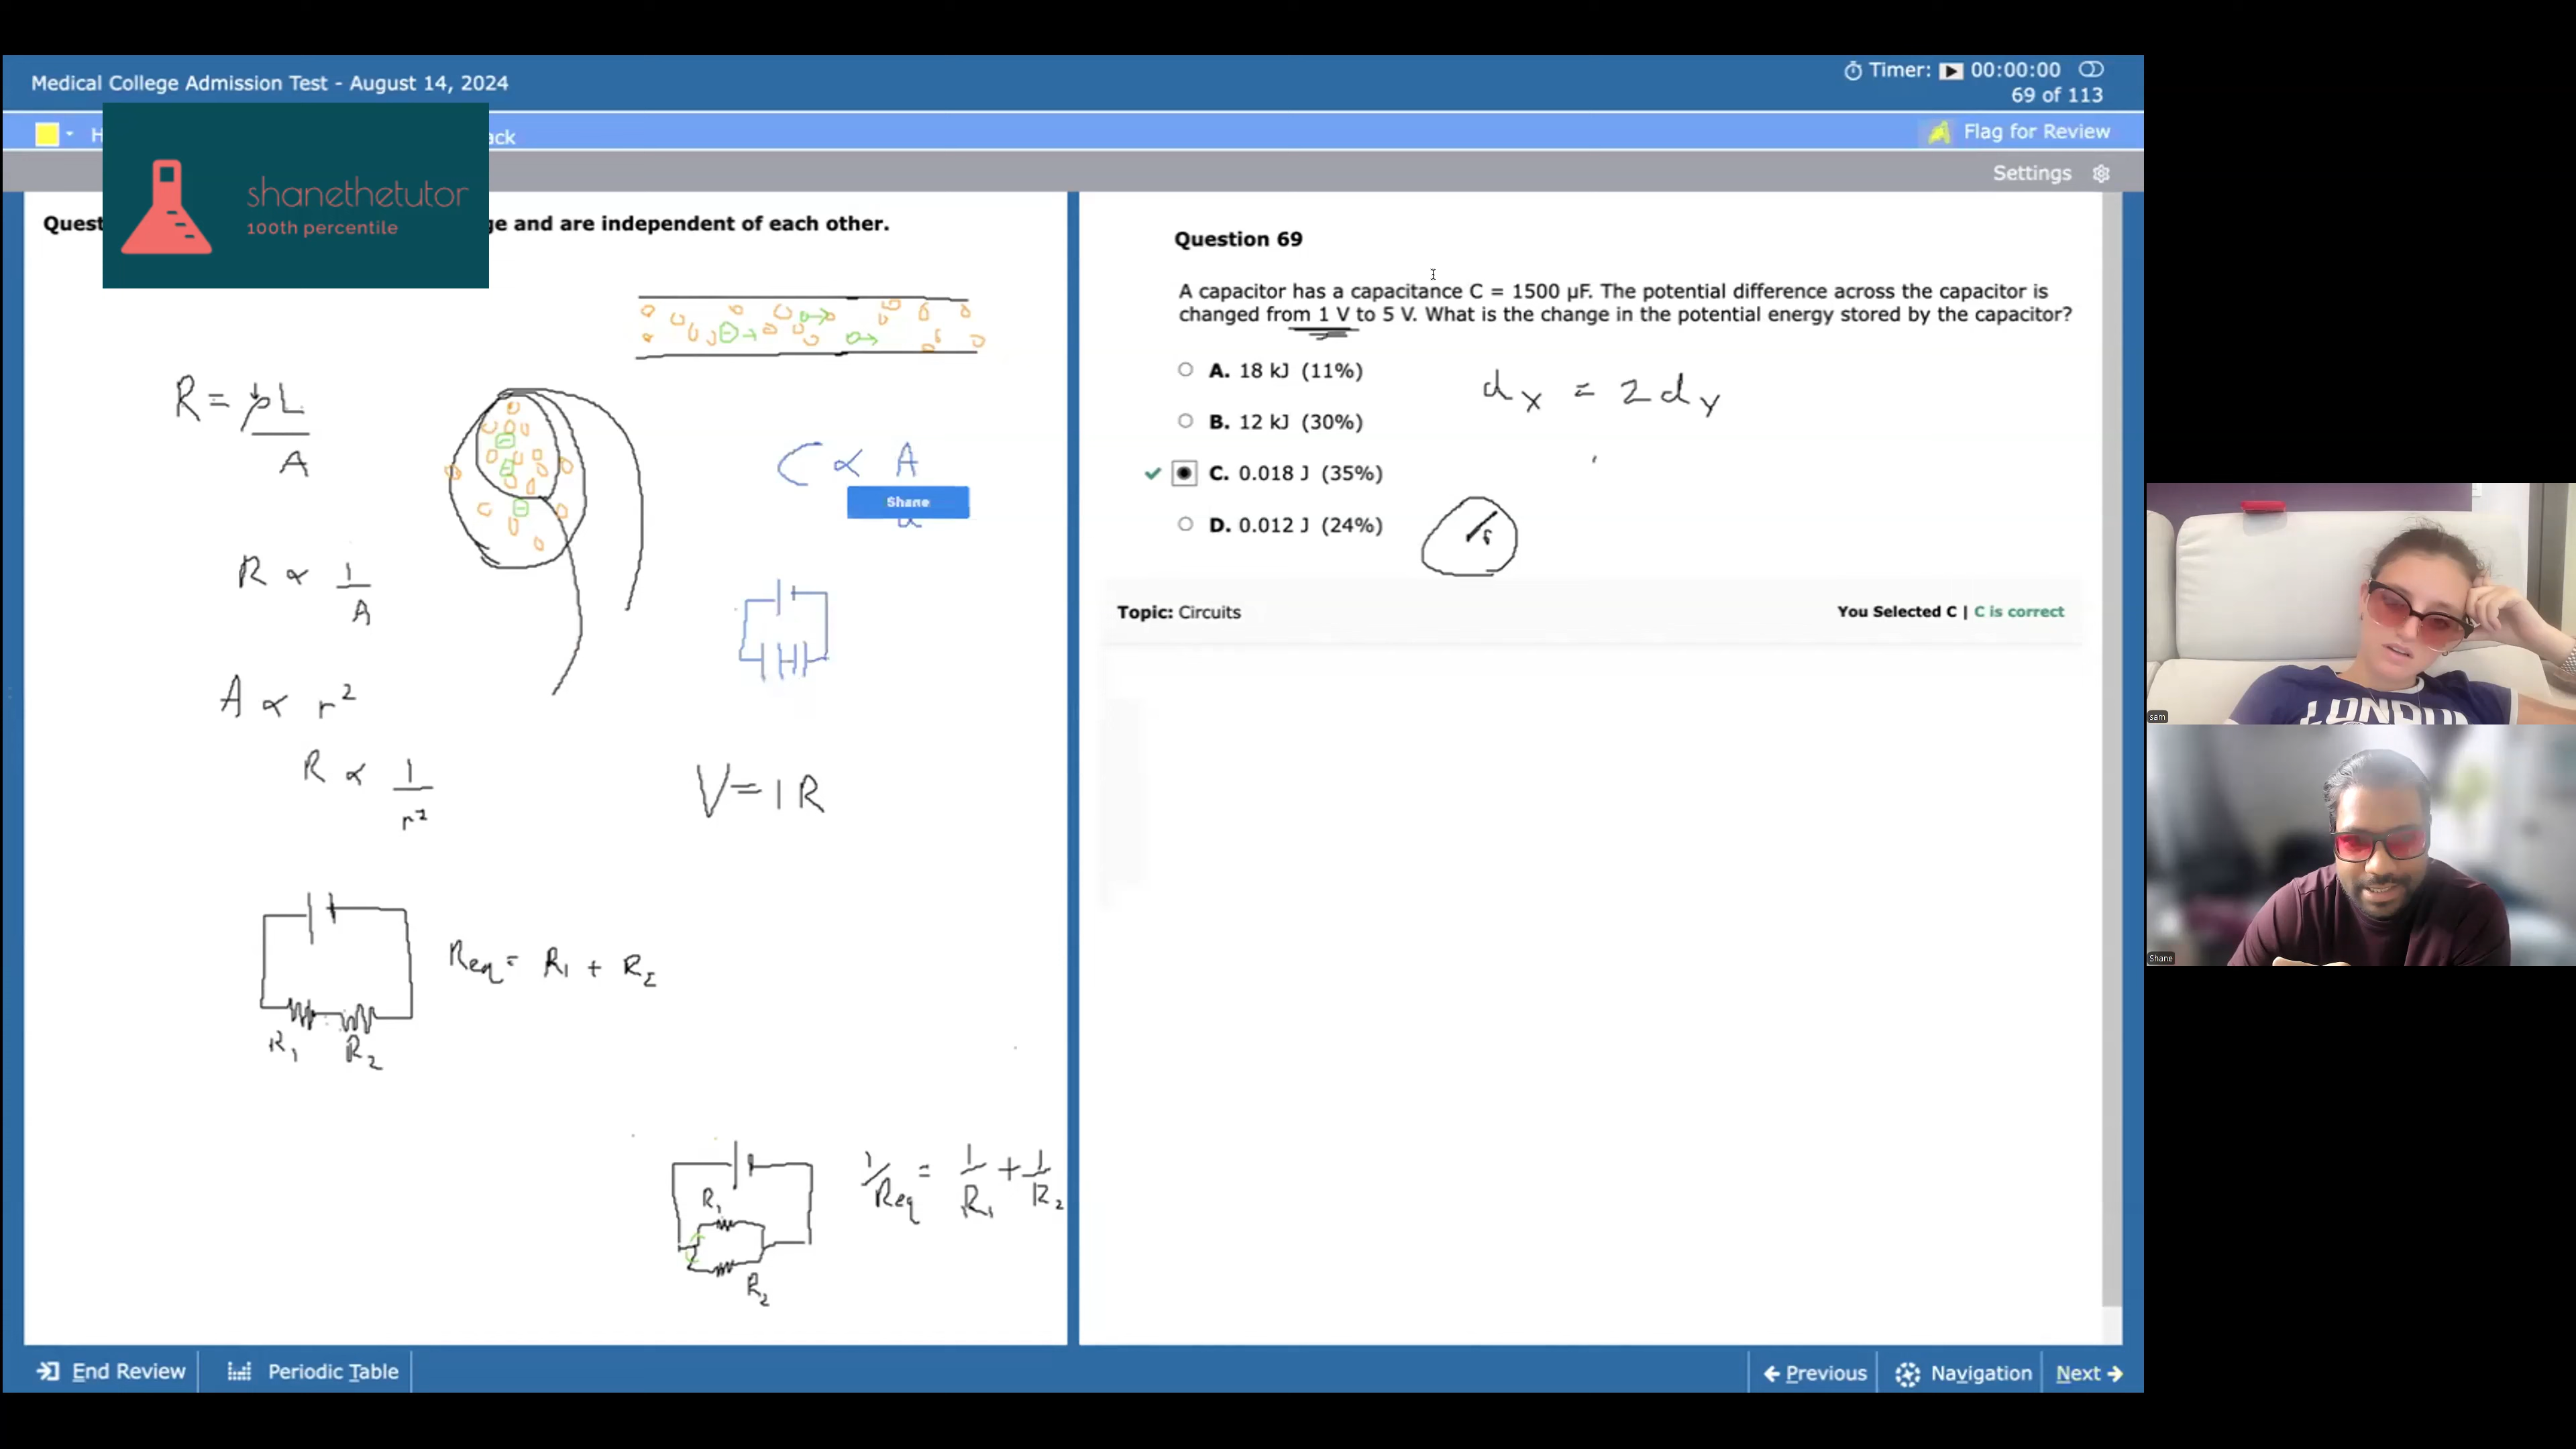 Medical College Admission Test - August 14, 2024
Timer: 00:00:00
69 of 113
H
ack
Flag for Review
Settings
shanethetutor
100th percentile
Quest
ge and are independent of each other.
R = ρL
A
R ∝ 1
A
A ∝ r²
R ∝ 1
r²
C ∝ A
Shane
d
V = I R
Req = R₁ + R₂
R₁ R₂
R₁
R₂
1/Req = 1/R₁ + 1/R₂
Question 69
A capacitor has a capacitance C = 1500 µF. The potential difference across the capacitor is
changed from 1 V to 5 V. What is the change in the potential energy stored by the capacitor?
A. 18 kJ (11%)
B. 12 kJ (30%)
C. 0.018 J (35%)
D. 0.012 J (24%)
dx = 2dy
r
Topic: Circuits
You Selected C | C is correct
LONDON
sam
Shane
End Review
Periodic Table
Previous
Navigation
Next